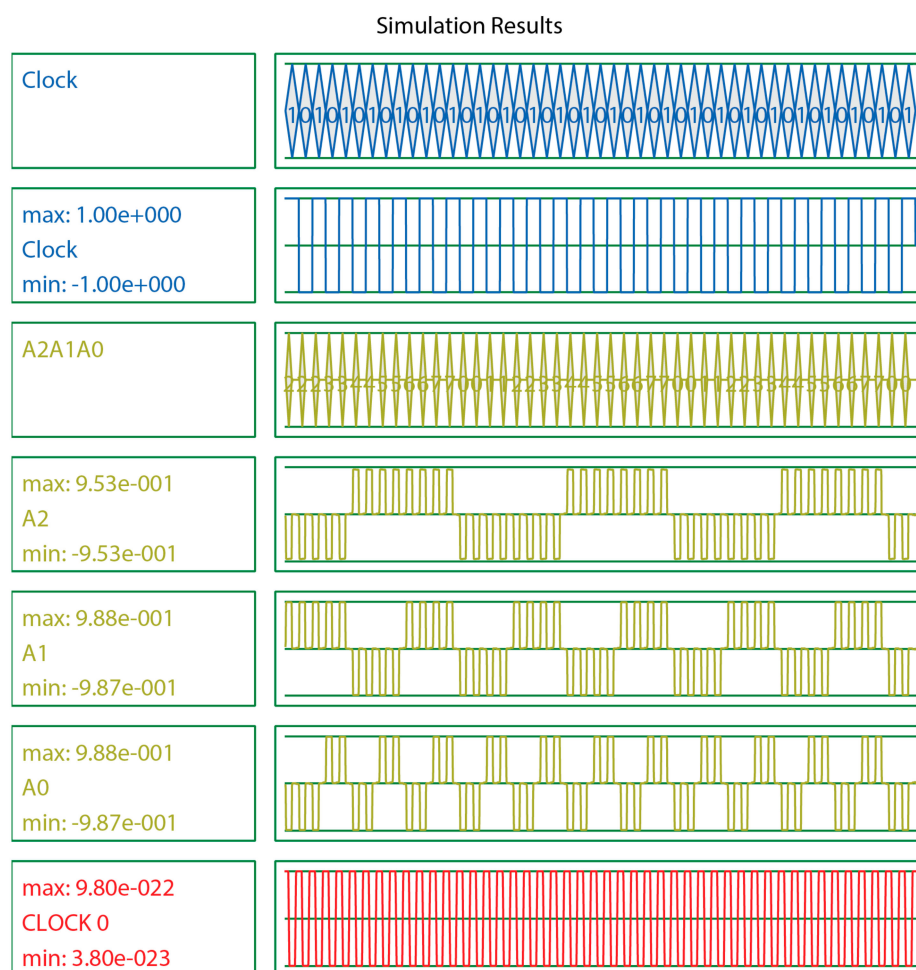 Simulation Results
Clock
10101010101010101010101010101010101010101010101
max: 1.00e+000
Clock
min: -1.00e+000
A2A1A0
22233445566770011223344556677001122334455667700
max: 9.53e-001
A2
min: -9.53e-001
max: 9.88e-001
A1
min: -9.87e-001
max: 9.88e-001
A0
min: -9.87e-001
max: 9.80e-022
CLOCK 0
min: 3.80e-023